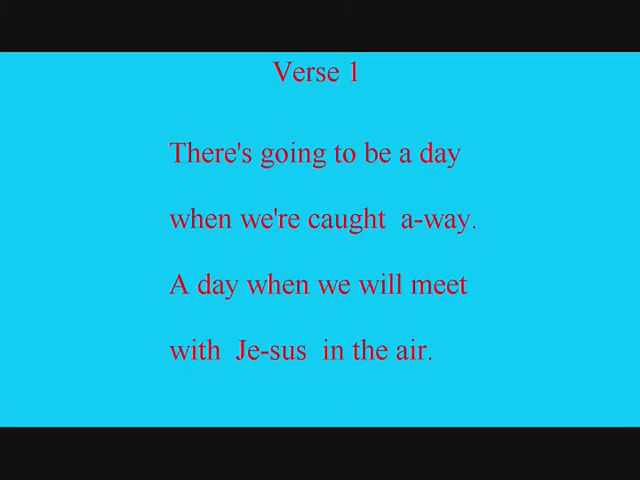 Verse 1
There's going to be a day
when we're caught  a-way.
A day when we will meet
with  Je-sus  in the air.